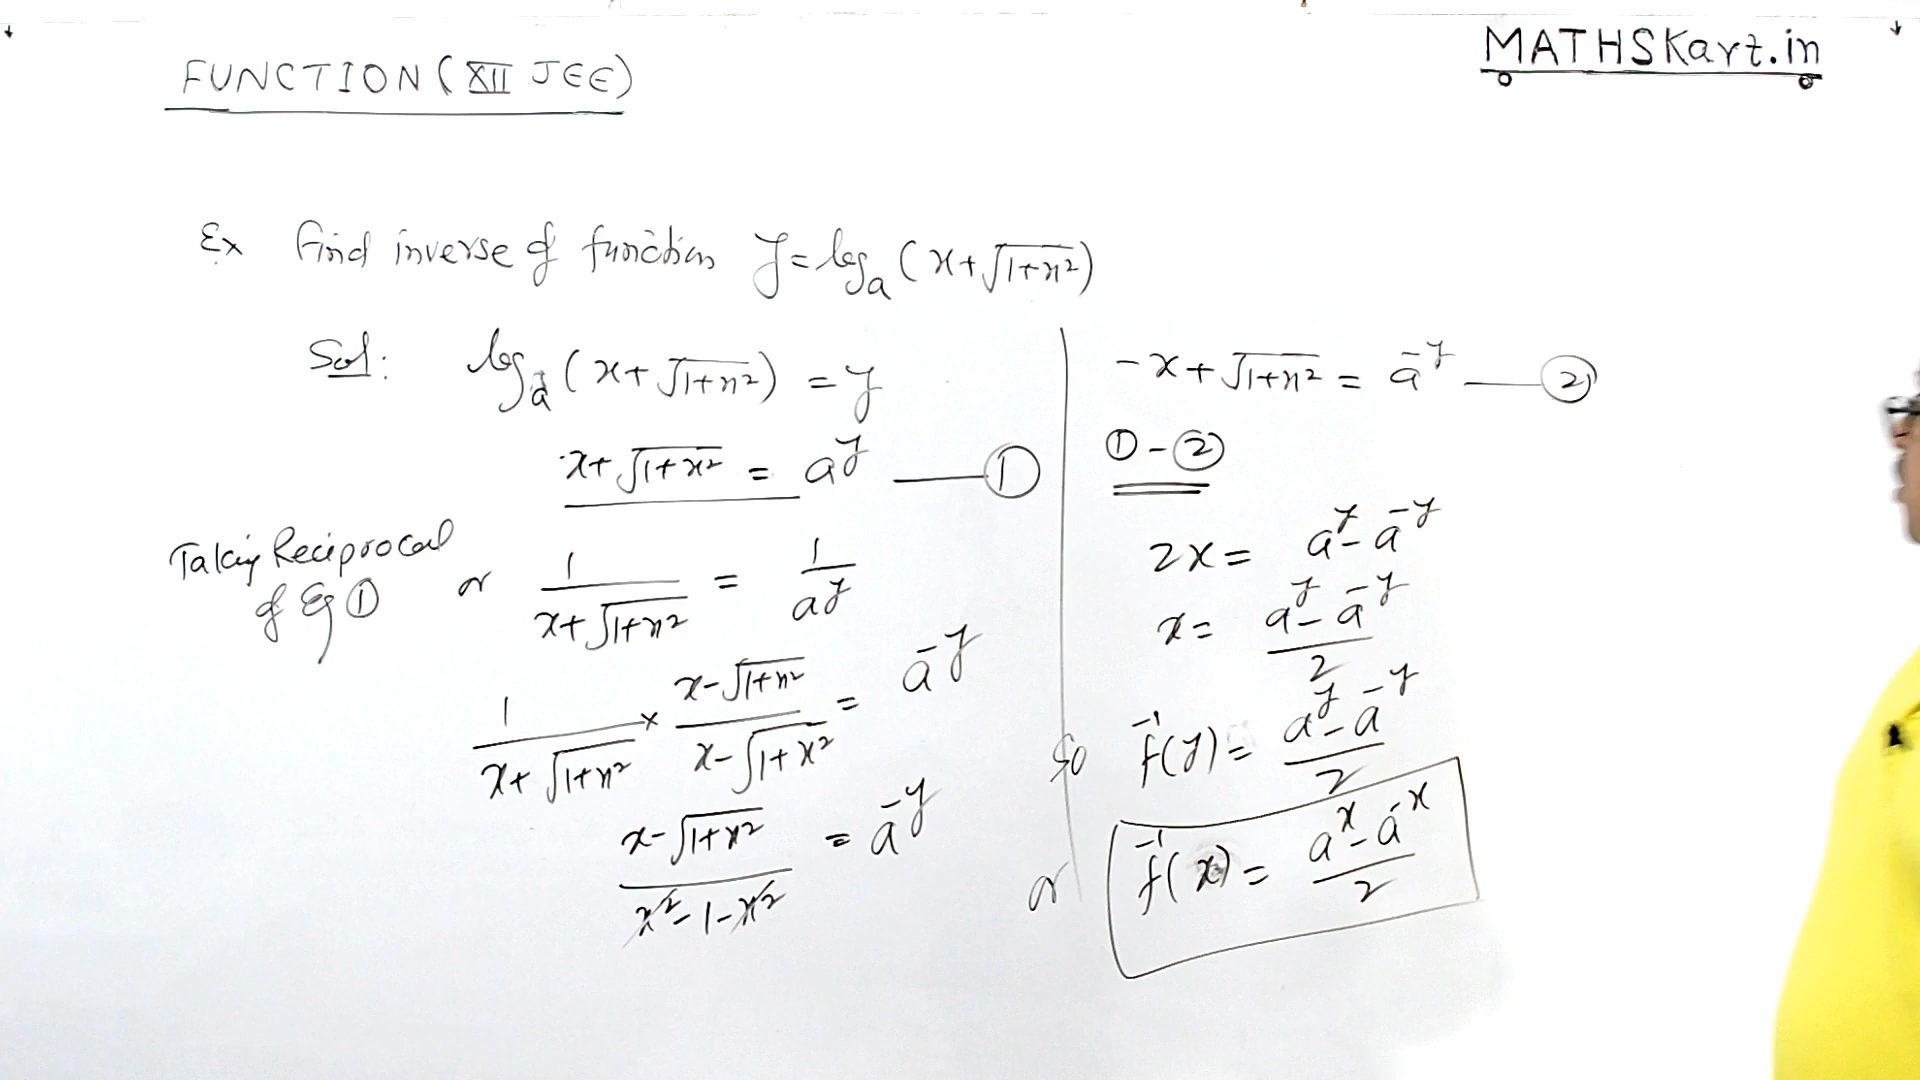 FUNCTION (XII JEE)
MATHSKart.in
Ex Find inverse of function y = logₐ (x + √(1+x²))
Sol: logₐ (x + √(1+x²)) = y
x + √(1+x²) = a^y —— ①
Taking Reciprocal
of Eq ①
or 1/(x + √(1+x²)) = 1/a^y
1/(x + √(1+x²)) × (x - √(1+x²))/(x - √(1+x²)) = a^-y
(x - √(1+x²))/(x² - 1 - x²) = a^-y
-x + √(1+x²) = a^-y —— ②
① - ②
2x = a^y - a^-y
x = (a^y - a^-y)/2
So f^-1(y) = (a^y - a^-y)/2
or f^-1(x) = (a^x - a^-x)/2